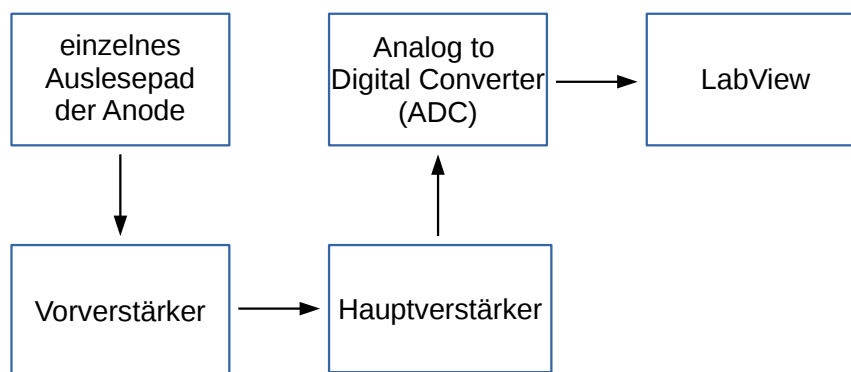 einzelnes
Auslesepad
der Anode
Vorverstärker
Hauptverstärker
Analog to
Digital Converter
(ADC)
LabView